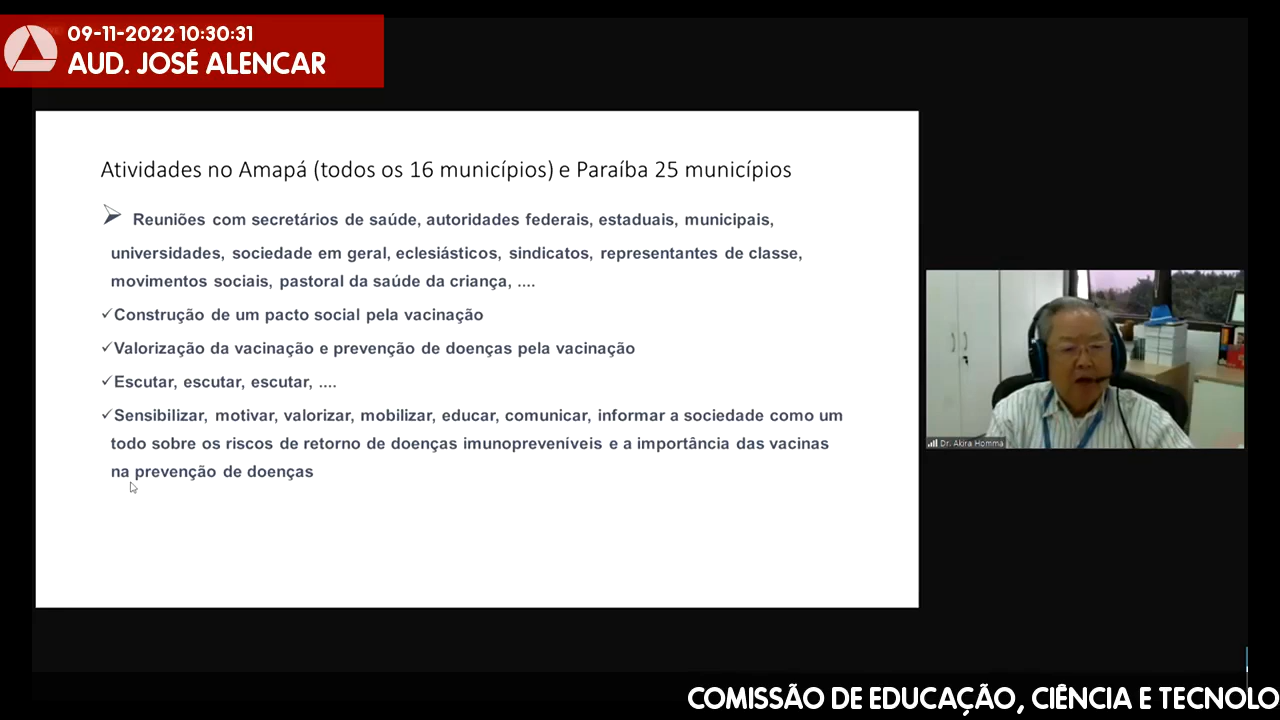 09-11-2022 10:30:31
AUD. JOSÉ ALENCAR
Atividades no Amapá (todos os 16 municípios) e Paraíba 25 municípios
Reuniões com secretários de saúde, autoridades federais, estaduais, municipais,
universidades, sociedade em geral, eclesiásticos, sindicatos, representantes de classe,
movimentos sociais, pastoral da saúde da criança, ....
Construção de um pacto social pela vacinação
Valorização da vacinação e prevenção de doenças pela vacinação
Escutar, escutar, escutar, ....
Sensibilizar, motivar, valorizar, mobilizar, educar, comunicar, informar a sociedade como um
todo sobre os riscos de retorno de doenças imunopreveníveis e a importância das vacinas
na prevenção de doenças
Dr. Akira Homma
COMISSÃO DE EDUCAÇÃO, CIÊNCIA E TECNOLO